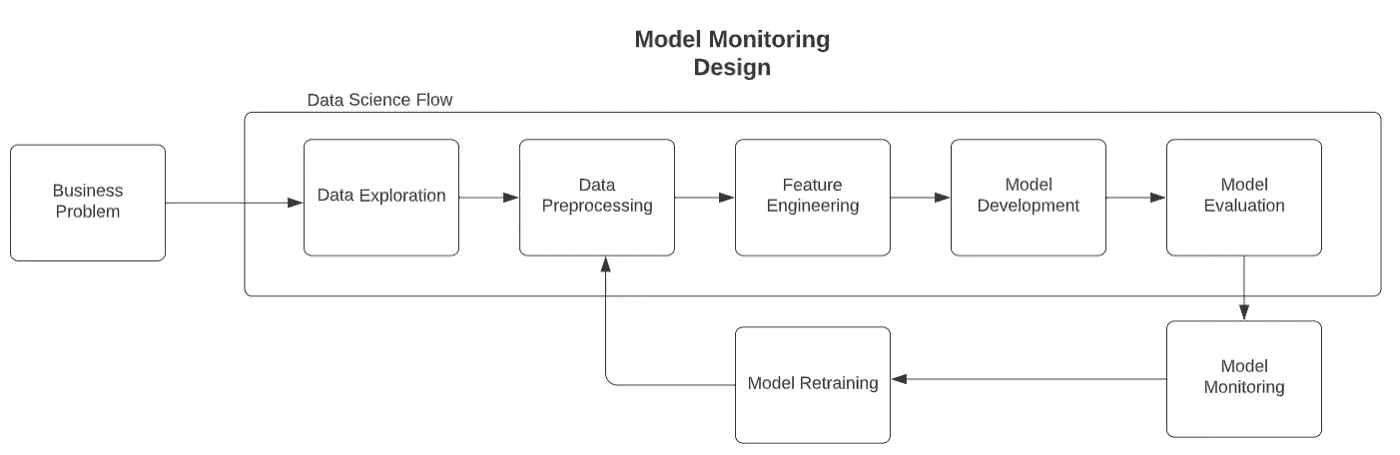 Model Monitoring
Design
Data Science Flow
Business
Problem
Data Exploration
Data
Preprocessing
Feature
Engineering
Model
Development
Model
Evaluation
Model Retraining
Model
Monitoring